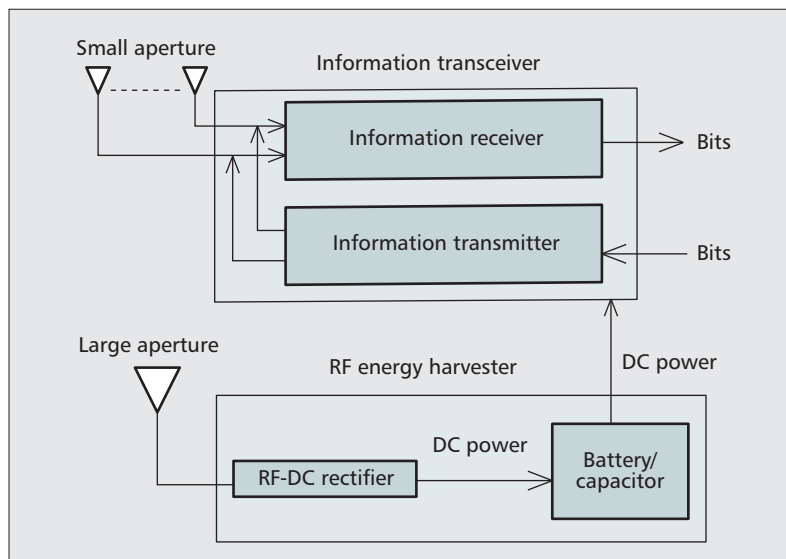 Small aperture
Information transceiver
Information receiver
Bits
Information transmitter
Bits
Large aperture
RF energy harvester
DC power
DC power
RF-DC rectifier
Battery/
capacitor